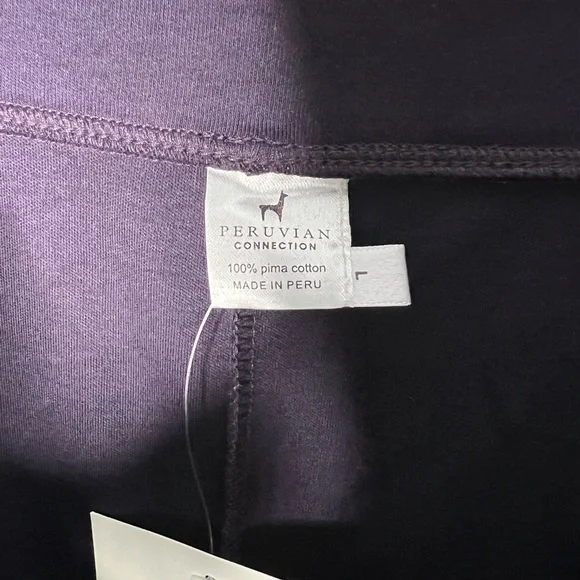 PERUVIAN
CONNECTION
100% pima cotton
MADE IN PERU
L